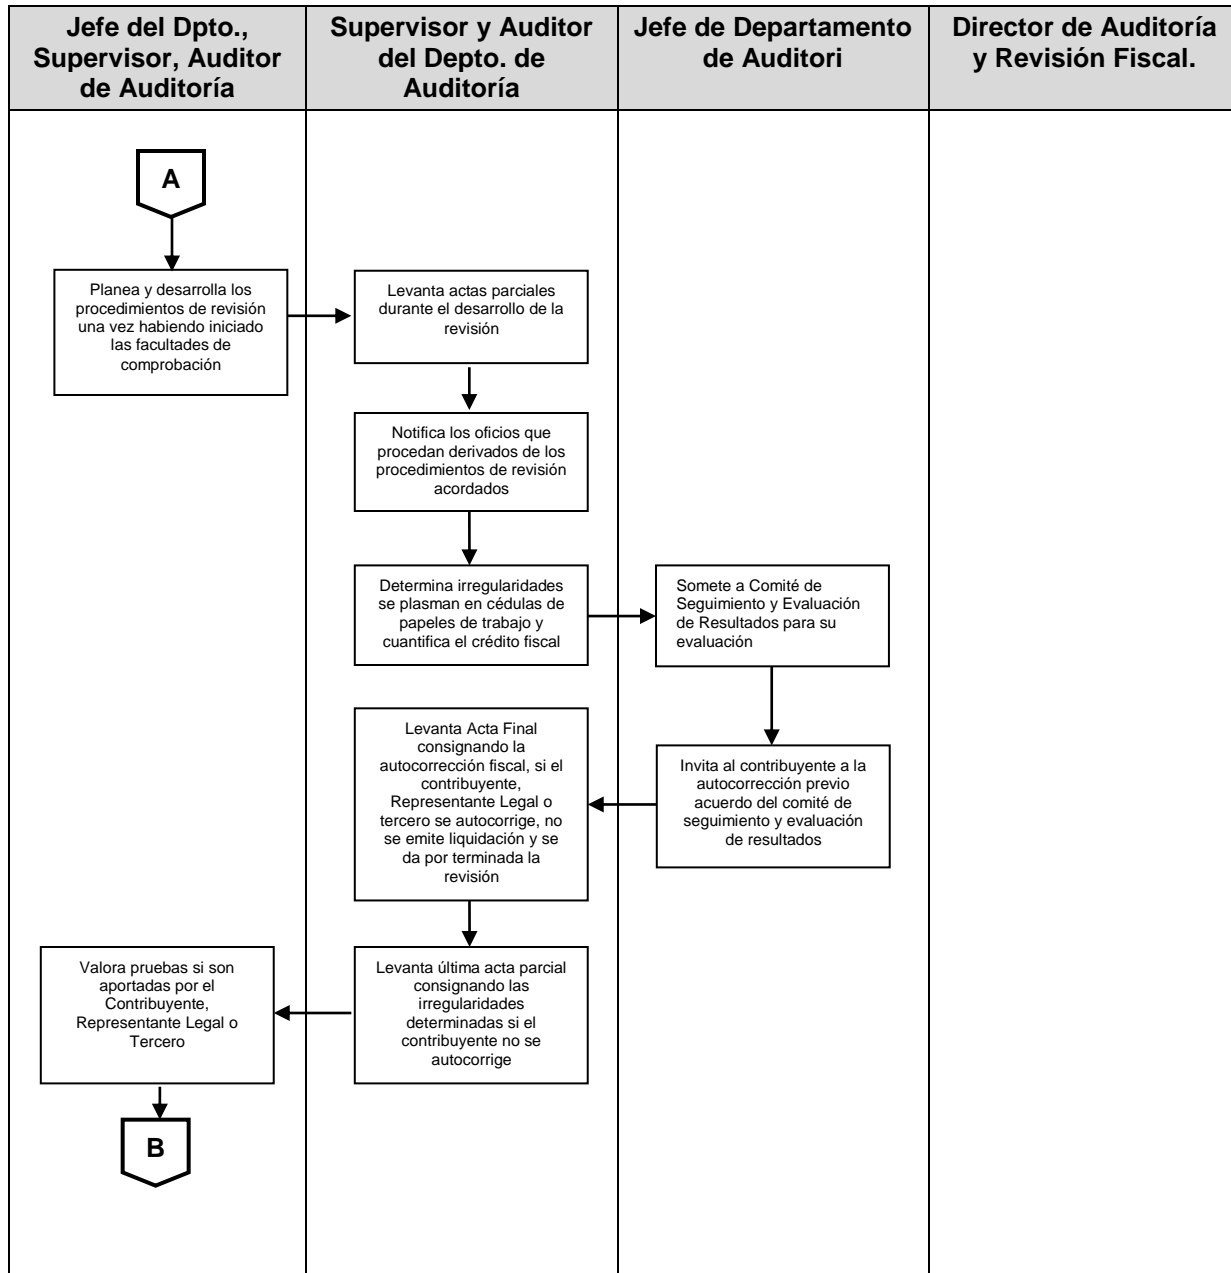 Jefe del Dpto.,
Supervisor, Auditor
de Auditoría
Supervisor y Auditor
del Depto. de
Auditoría
Jefe de Departamento
de Auditori
Director de Auditoría
y Revisión Fiscal.
A
Planea y desarrolla los
procedimientos de revisión
una vez habiendo iniciado
las facultades de
comprobación
Levanta actas parciales
durante el desarrollo de la
revisión
Notifica los oficios que
procedan derivados de los
procedimientos de revisión
acordados
Determina irregularidades
se plasman en cédulas de
papeles de trabajo y
cuantifica el crédito fiscal
Somete a Comité de
Seguimiento y Evaluación
de Resultados para su
evaluación
Invita al contribuyente a la
autocorrección previo
acuerdo del comité de
seguimiento y evaluación
de resultados
Levanta Acta Final
consignando la
autocorrección fiscal, si el
contribuyente,
Representante Legal o
tercero se autocorrige, no
se emite liquidación y se
da por terminada la
revisión
Levanta última acta parcial
consignando las
irregularidades
determinadas si el
contribuyente no se
autocorrige
Valora pruebas si son
aportadas por el
Contribuyente,
Representante Legal o
Tercero
B